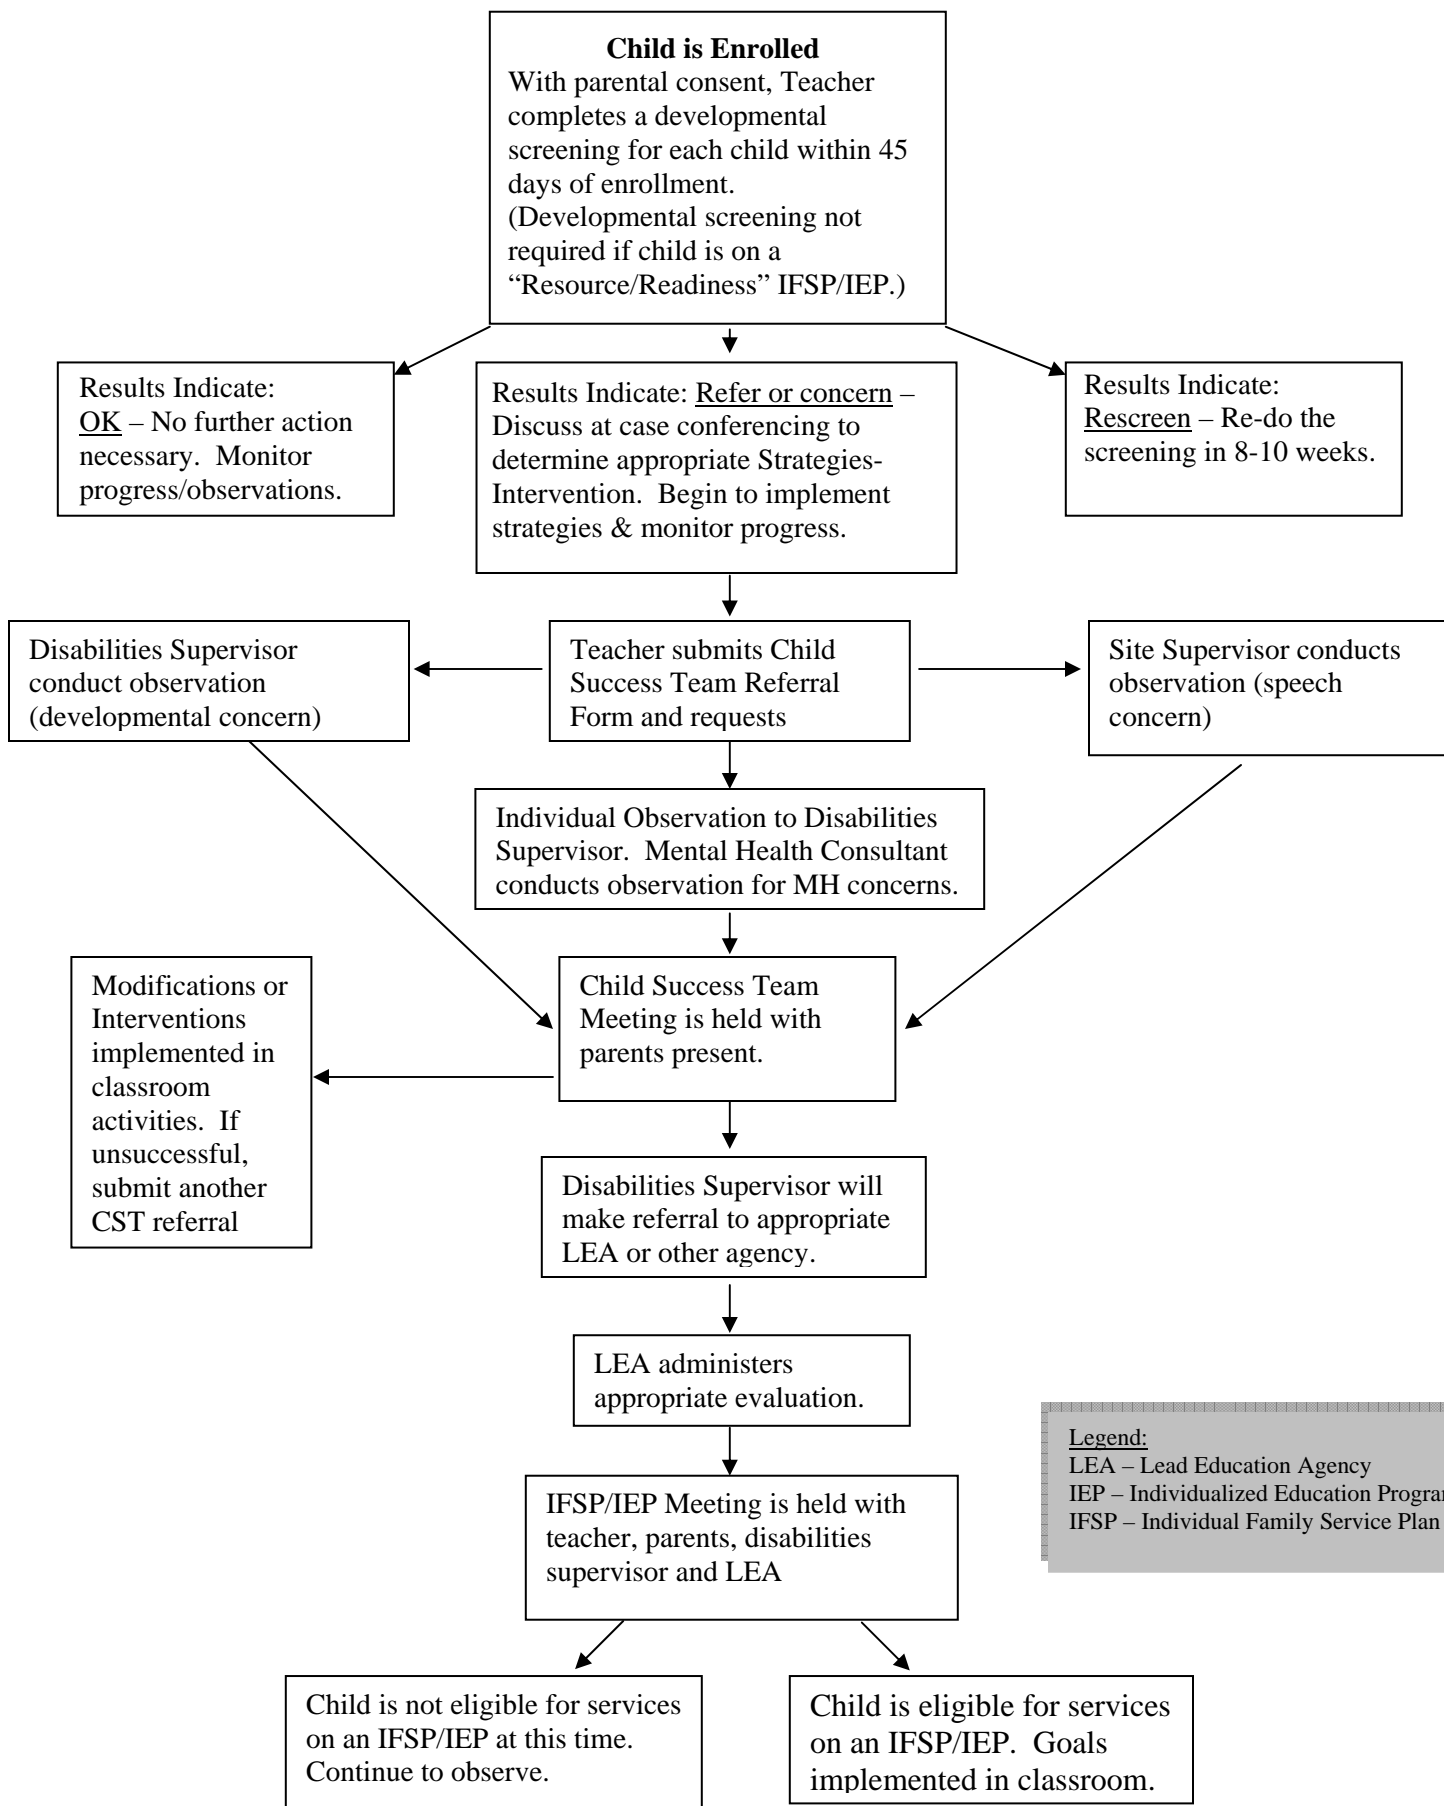 Child is Enrolled
With parental consent, Teacher
completes a developmental
screening for each child within 45
days of enrollment.
(Developmental screening not
required if child is on a
“Resource/Readiness” IFSP/IEP.)
Results Indicate:
OK – No further action
necessary.  Monitor
progress/observations.
Results Indicate: Refer or concern –
Discuss at case conferencing to
determine appropriate Strategies-
Intervention.  Begin to implement
strategies & monitor progress.
Results Indicate:
Rescreen – Re-do the
screening in 8-10 weeks.
Disabilities Supervisor
conduct observation
(developmental concern)
Teacher submits Child
Success Team Referral
Form and requests
Site Supervisor conducts
observation (speech
concern)
Individual Observation to Disabilities
Supervisor.  Mental Health Consultant
conducts observation for MH concerns.
Modifications or
Interventions
implemented in
classroom
activities.  If
unsuccessful,
submit another
CST referral
Child Success Team
Meeting is held with
parents present.
Disabilities Supervisor will
make referral to appropriate
LEA or other agency.
LEA administers
appropriate evaluation.
Legend:
LEA – Lead Education Agency
IEP – Individualized Education Program
IFSP – Individual Family Service Plan
IFSP/IEP Meeting is held with
teacher, parents, disabilities
supervisor and LEA
Child is not eligible for services
on an IFSP/IEP at this time.
Continue to observe.
Child is eligible for services
on an IFSP/IEP.  Goals
implemented in classroom.